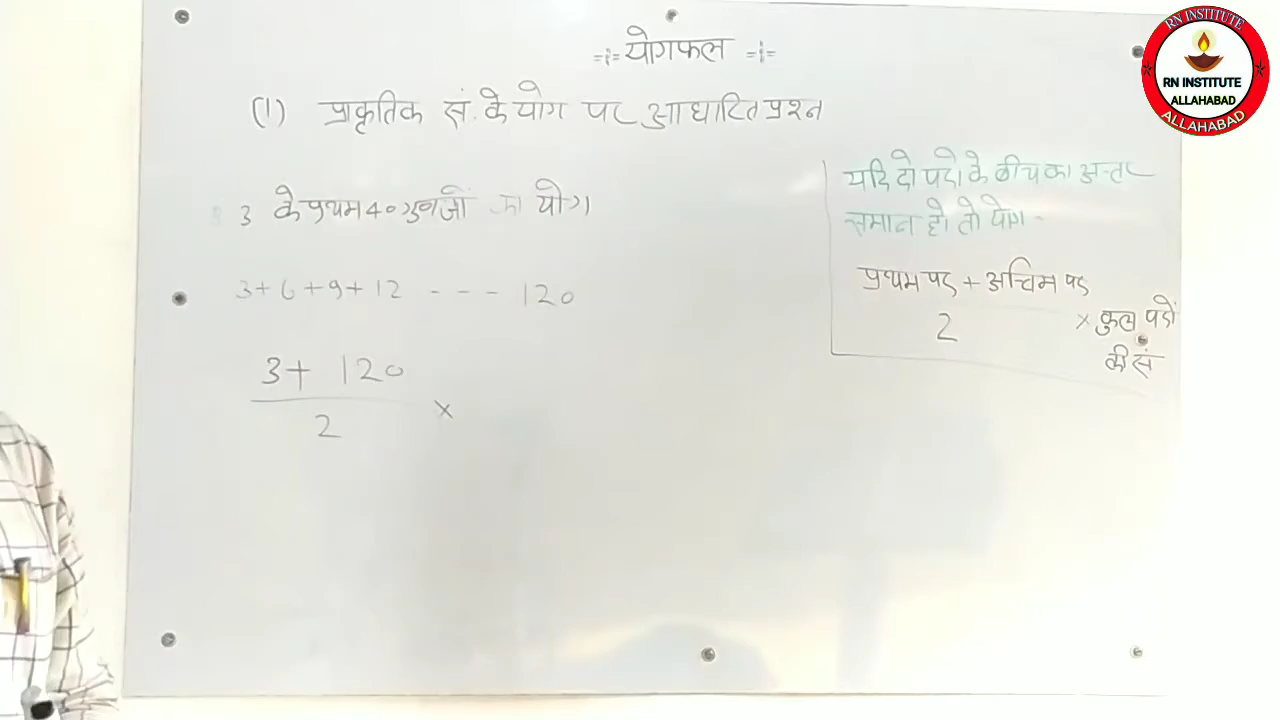 -:= योगफल =:=
(1) प्राकृतिक सं. के योग पर आधारित प्रश्न
3 के प्रथम 40 गुणजों का योग
3+6+9+12 --- 120
3+ 120
2 ×
यदि दो पदो के बीच का अन्तर
समान हो तो योग -
प्रथम पद + अन्तिम पद
2 × कुल पदों
की सं
RN INSTITUTE
RN INSTITUTE
ALLAHABAD
ALLAHABAD